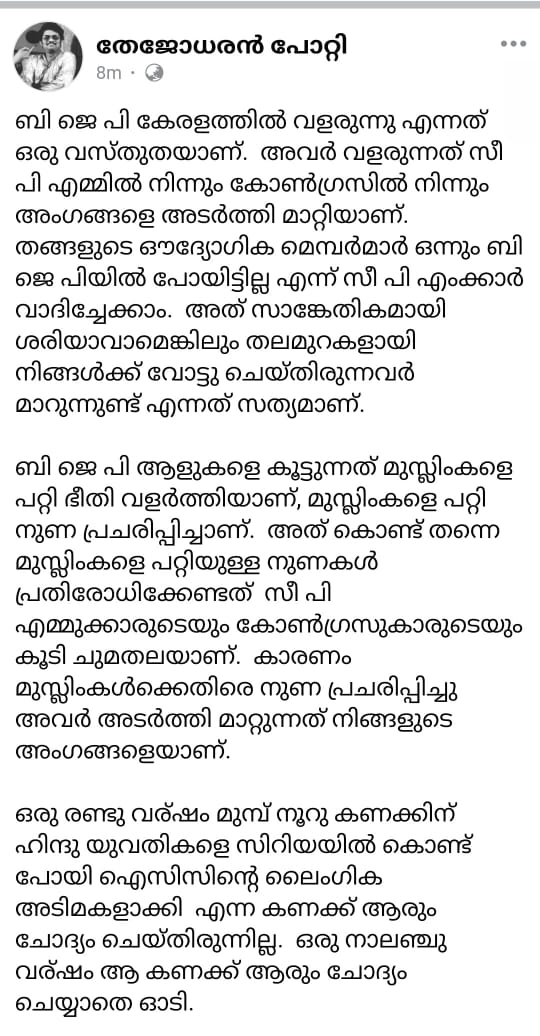 തേജോധരൻ പോറ്റി
8m ·
ബി ജെ പി കേരളത്തിൽ വളരുന്നു എന്നത്
ഒരു വസ്തുതയാണ്.  അവർ വളരുന്നത് സീ
പി എമ്മിൽ നിന്നും കോൺഗ്രസിൽ നിന്നും
അംഗങ്ങളെ അടർത്തി മാറ്റിയാണ്.
തങ്ങളുടെ ഔദ്യോഗിക മെമ്പർമാർ ഒന്നും ബി
ജെ പിയിൽ പോയിട്ടില്ല എന്ന് സീ പി എംക്കാർ
വാദിച്ചേക്കാം.  അത് സാങ്കേതികമായി
ശരിയാവാമെങ്കിലും തലമുറകളായി
നിങ്ങൾക്ക് വോട്ടു ചെയ്തിരുന്നവർ
മാറുന്നുണ്ട് എന്നത് സത്യമാണ്.
ബി ജെ പി ആളുകളെ കൂട്ടുന്നത് മുസ്ലിംകളെ
പറ്റി ഭീതി വളർത്തിയാണ്, മുസ്ലിംകളെ പറ്റി
നുണ പ്രചരിപ്പിച്ചാണ്.  അത് കൊണ്ട് തന്നെ
മുസ്ലിംകളെ പറ്റിയുള്ള നുണകൾ
പ്രതിരോധിക്കേണ്ടത്  സീ പി
എമ്മുക്കാരുടെയും കോൺഗ്രസുകാരുടെയും
കൂടി ചുമതലയാണ്.  കാരണം
മുസ്ലിംകൾക്കെതിരെ നുണ പ്രചരിപ്പിച്ചു
അവർ അടർത്തി മാറ്റുന്നത് നിങ്ങളുടെ
അംഗങ്ങളെയാണ്.
ഒരു രണ്ടു വർഷം മുമ്പ് നൂറു കണക്കിന്
ഹിന്ദു യുവതികളെ സിറിയയിൽ കൊണ്ട്
പോയി ഐസിസിന്റെ ലൈംഗിക
അടിമകളാക്കി  എന്ന കണക്ക് ആരും
ചോദ്യം ചെയ്തിരുന്നില്ല.  ഒരു നാലഞ്ചു
വർഷം ആ കണക്ക് ആരും ചോദ്യം
ചെയ്യാതെ ഓടി.